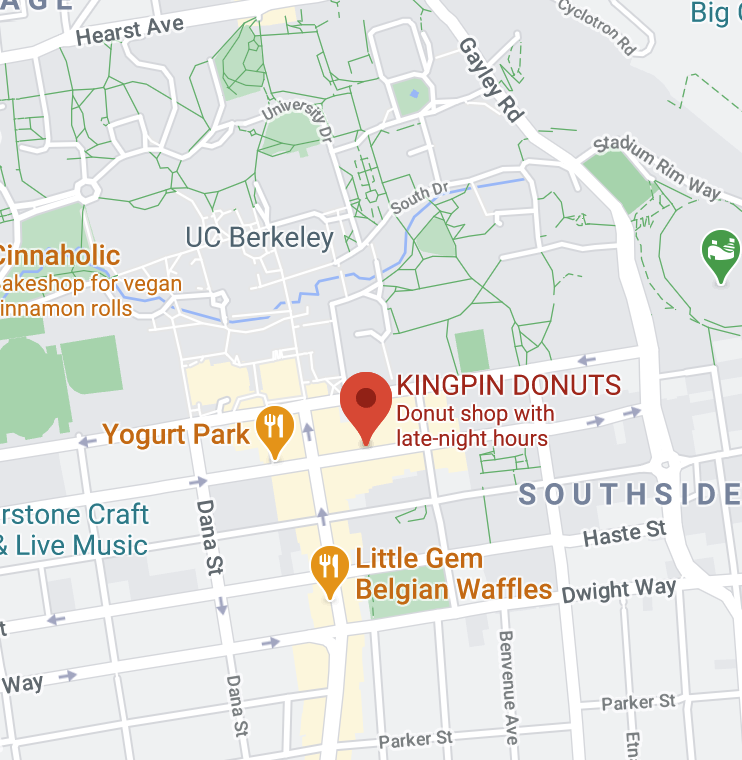 AGE
Hearst Ave
Cyclotron Rd
Big
Gayley Rd
University Dr
Stadium Rim Way
South Dr
UC Berkeley
Cinnaholic
akeshop for vegan
innamon rolls
KINGPIN DONUTS
Donut shop with
late-night hours
Yogurt Park
SOUTHSIDE
rstone Craft
& Live Music
Dana St
Haste St
Little Gem
Belgian Waffles
Dwight Way
t
Way
Dana St
Benvenue Ave
Parker St
Parker St
Etna